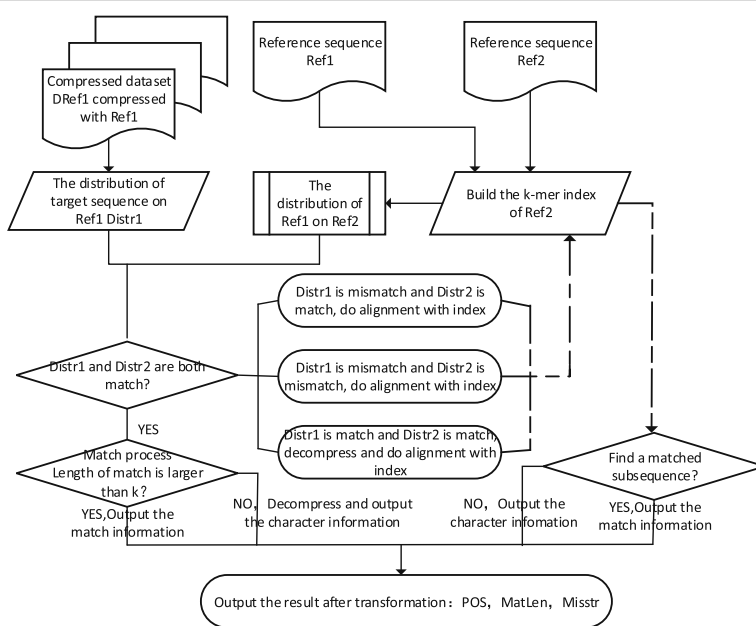 Compressed dataset
DRef1 compressed
with Ref1
Reference sequence
Ref1
Reference sequence
Ref2
The distribution of
target sequence on
Ref1 Distr1
The
distribution of
Ref1 on Ref2
Build the k-mer index
of Ref2
Distr1 is mismatch and Distr2 is
match, do alignment with index
Distr1 and Distr2 are both
match?
Distr1 is mismatch and Distr2 is
mismatch, do alignment with index
Distr1 is match and Distr2 is match,
decompress and do alignment with
index
YES
Match process
Length of match is larger
than k?
Find a matched
subsequence?
YES,Output the
match information
NO，Decompress and output
the character information
NO，Output the
character infomation
YES,Output the
match information
Output the result after transformation：POS，MatLen，Misstr